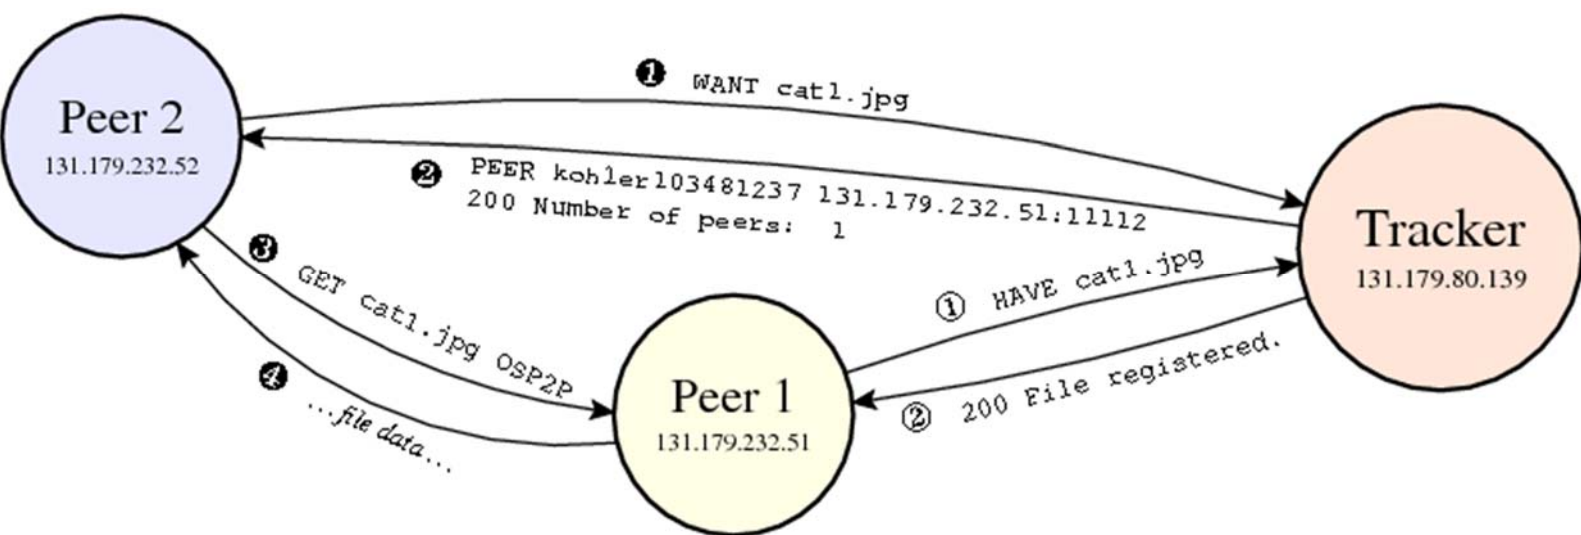 ❶ WANT cat1.jpg
Peer 2
131.179.232.52
❷ PEER kohler103481237 131.179.232.51:11112
200 Number of peers: 1
Tracker
131.179.80.139
❸ GET cat1.jpg OSP2P
① HAVE cat1.jpg
❹ ...file data...
Peer 1
131.179.232.51
② 200 File registered.